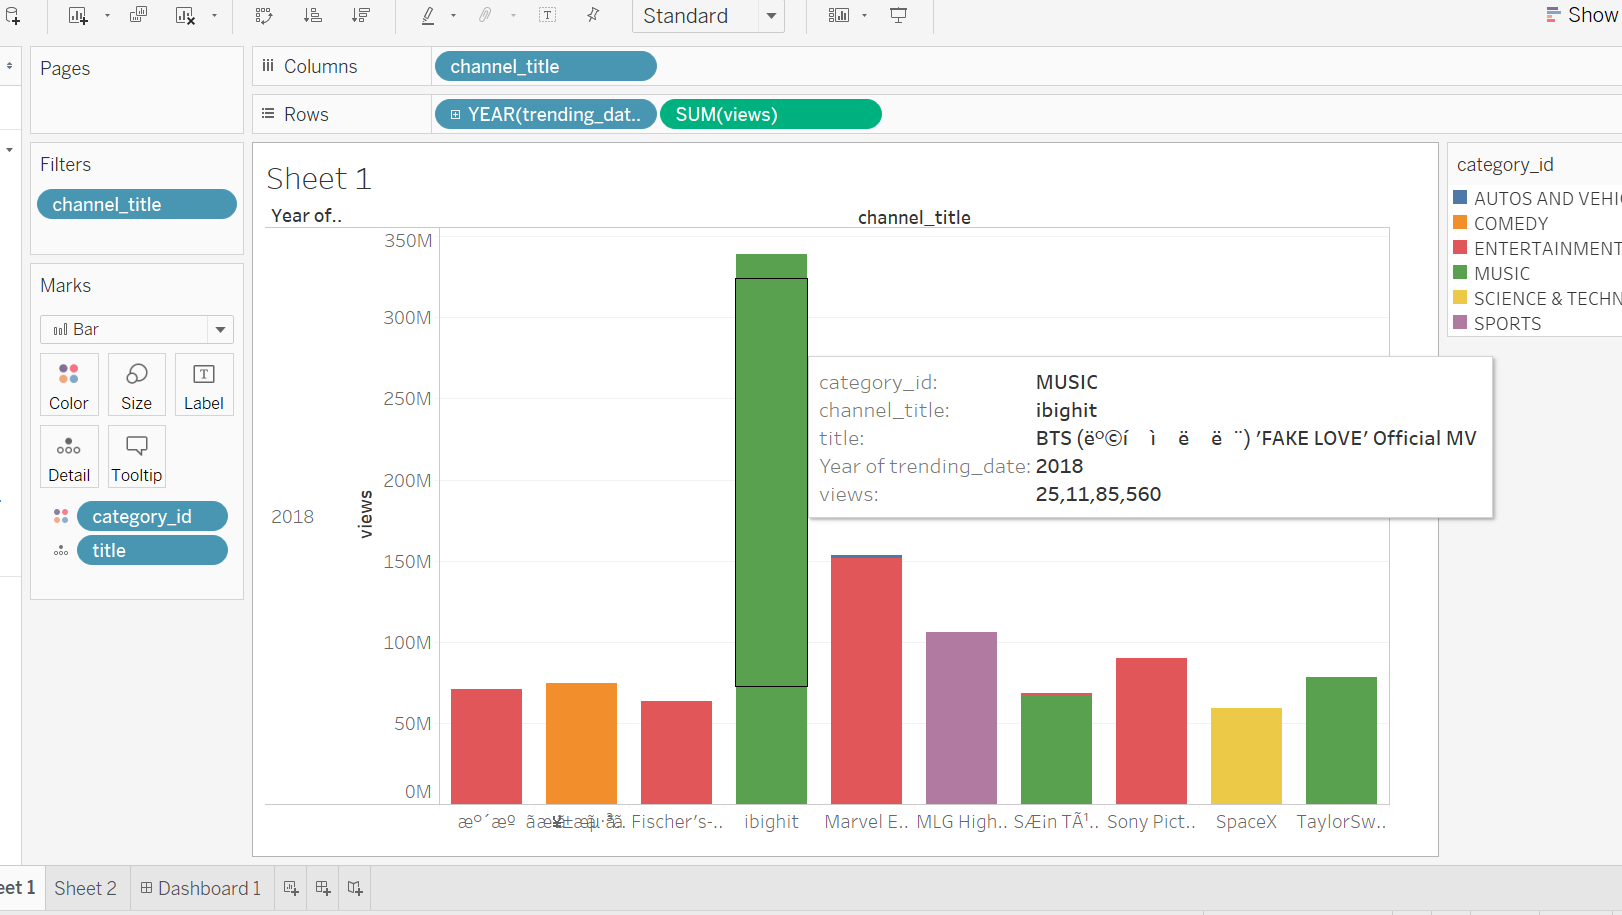 Standard
Show
Pages
Columns
channel_title
Rows
YEAR(trending_dat..
SUM(views)
Filters
channel_title
Marks
Bar
Color
Size
Label
Detail
Tooltip
category_id
title
Sheet 1
Year of..
channel_title
350M
300M
250M
200M
150M
100M
50M
0M
views
2018
category_id: MUSIC
channel_title: ibighit
title: BTS (ë°©í ì ë ë ¨) 'FAKE LOVE' Official MV
Year of trending_date: 2018
views: 25,11,85,560
Fischer's-.. ibighit Marvel E.. MLG High.. SÆ¡n TÃ¹.. Sony Pict.. SpaceX TaylorSw..
category_id
AUTOS AND VEHI
COMEDY
ENTERTAINMENT
MUSIC
SCIENCE & TECHN
SPORTS
eet 1 Sheet 2 Dashboard 1